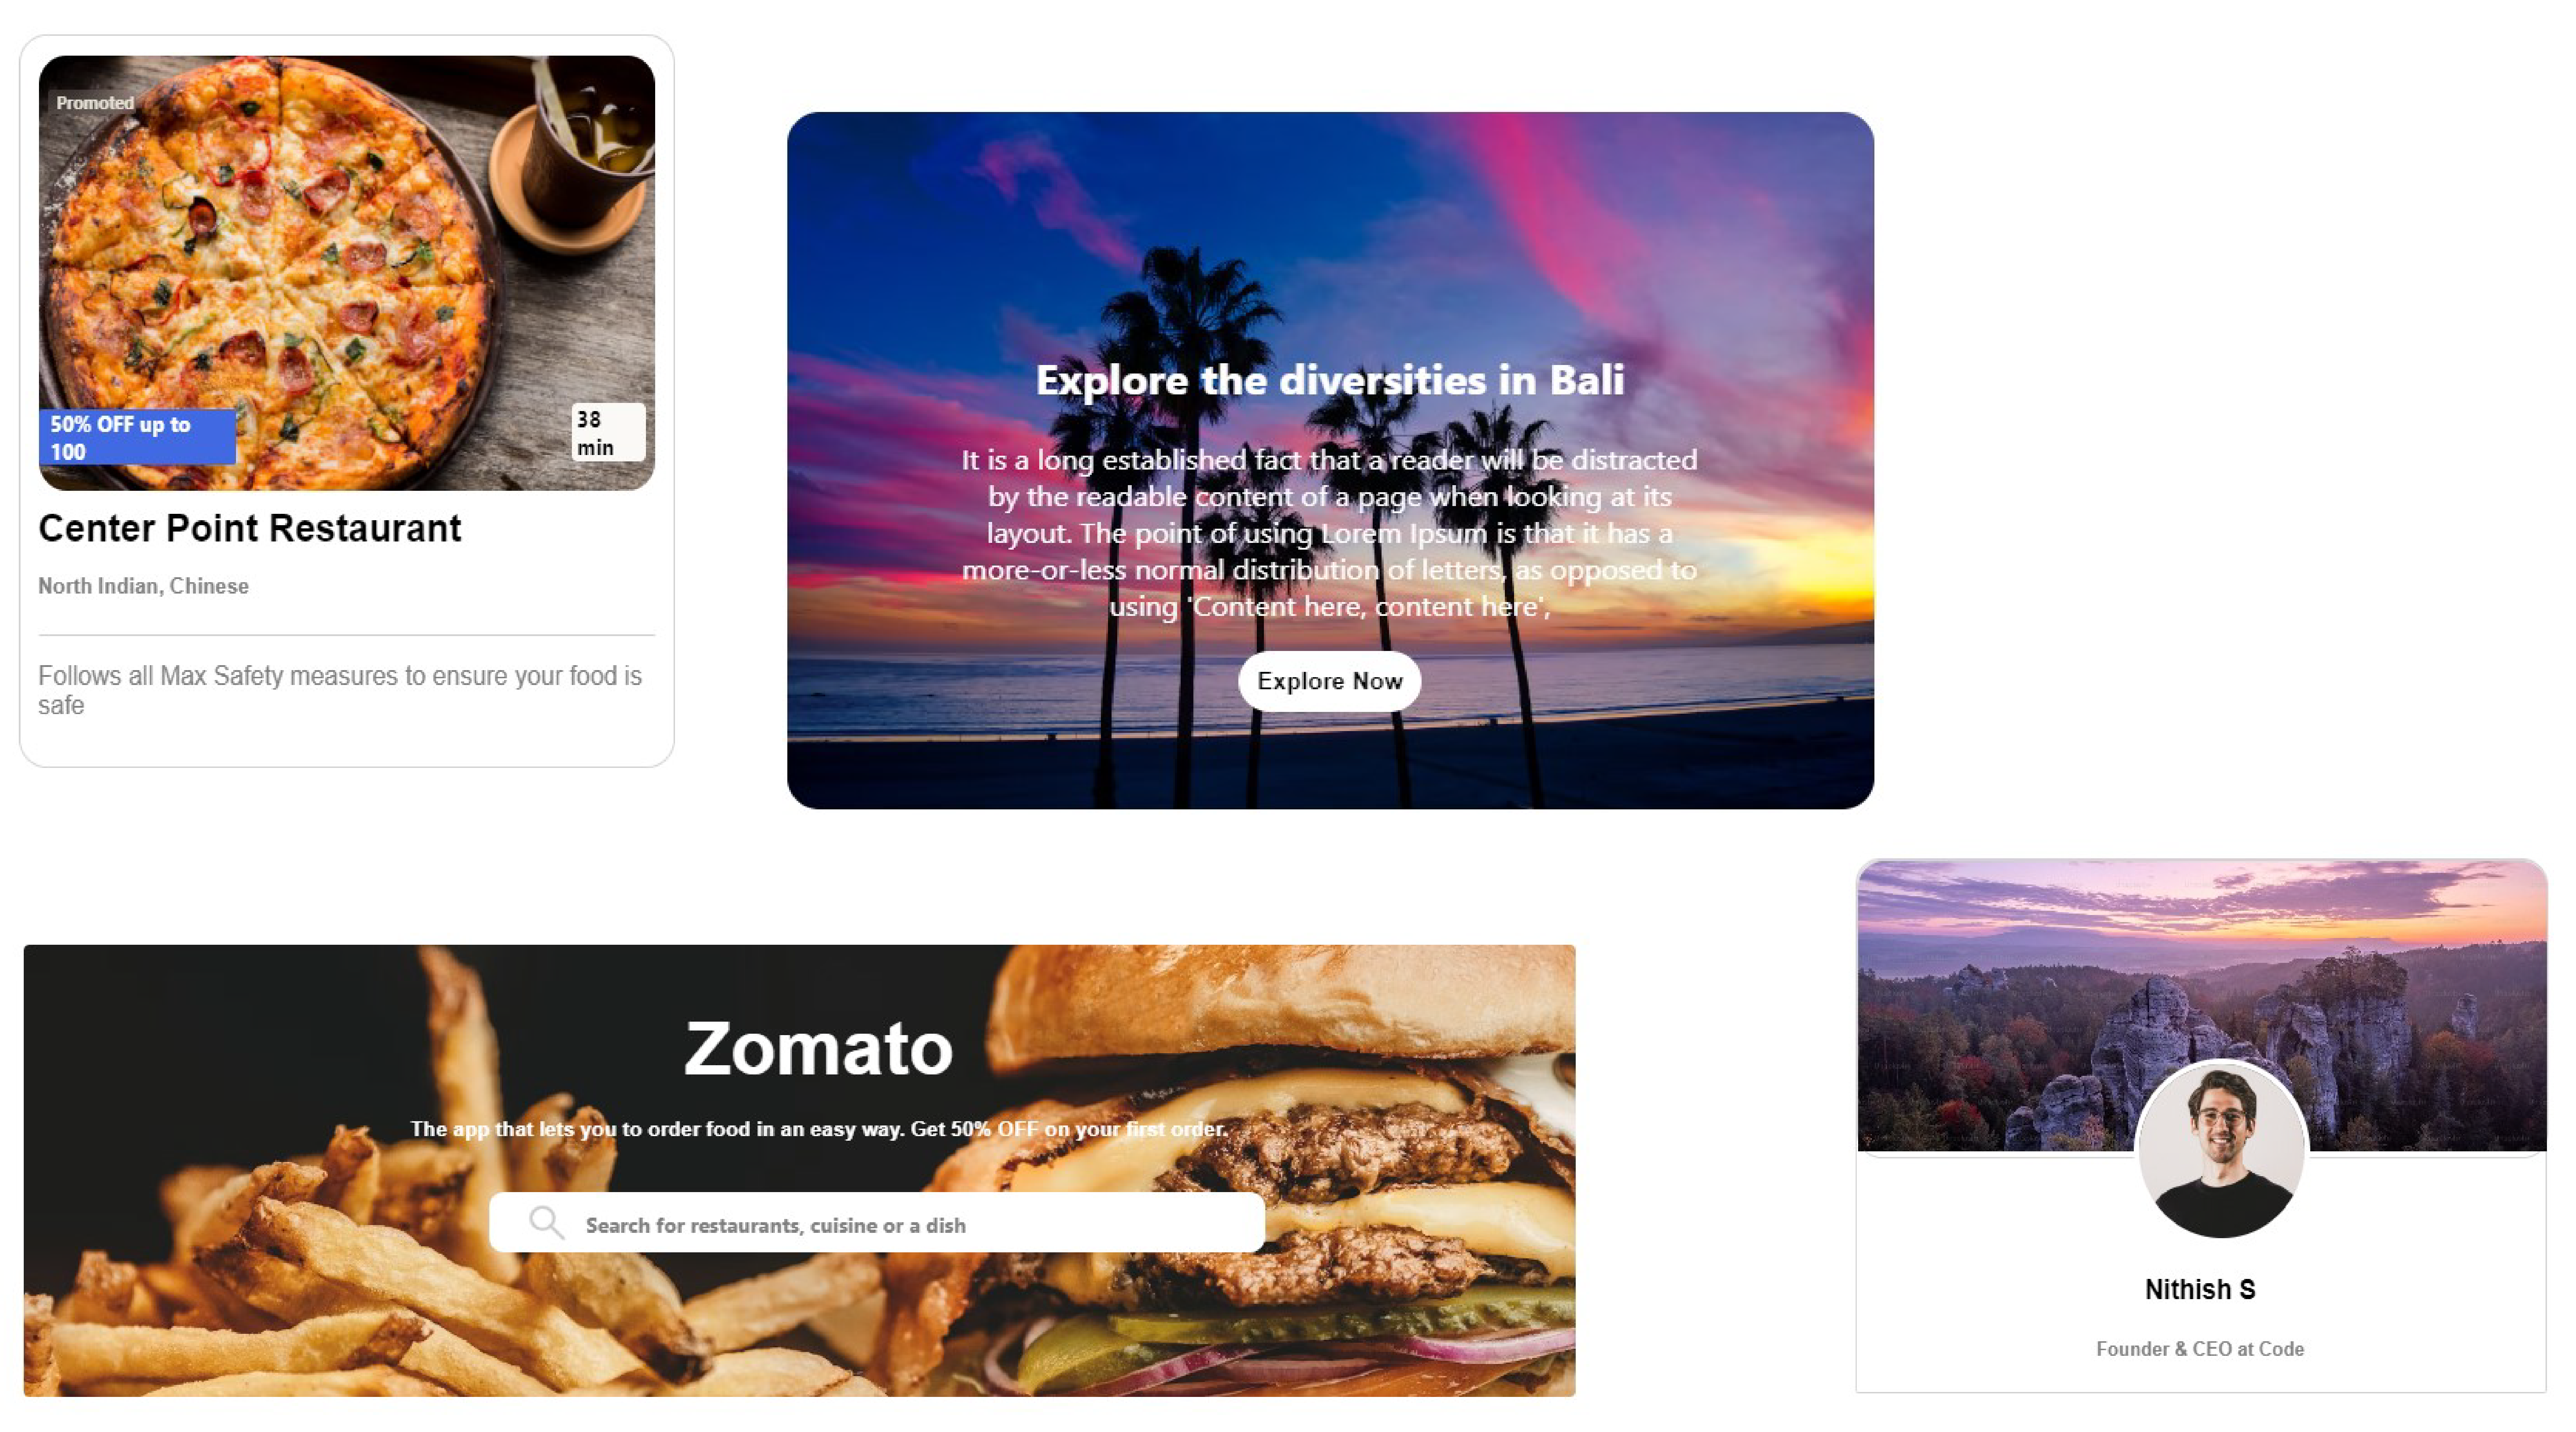 Promoted
50% OFF up to
100
38
min
Center Point Restaurant
North Indian, Chinese
Follows all Max Safety measures to ensure your food is
safe
Explore the diversities in Bali
It is a long established fact that a reader will be distracted
by the readable content of a page when looking at its
layout. The point of using Lorem Ipsum is that it has a
more-or-less normal distribution of letters, as opposed to
using 'Content here, content here',
Explore Now
Zomato
The app that lets you to order food in an easy way. Get 50% OFF on your first order.
Search for restaurants, cuisine or a dish
Nithish S
Founder & CEO at Code